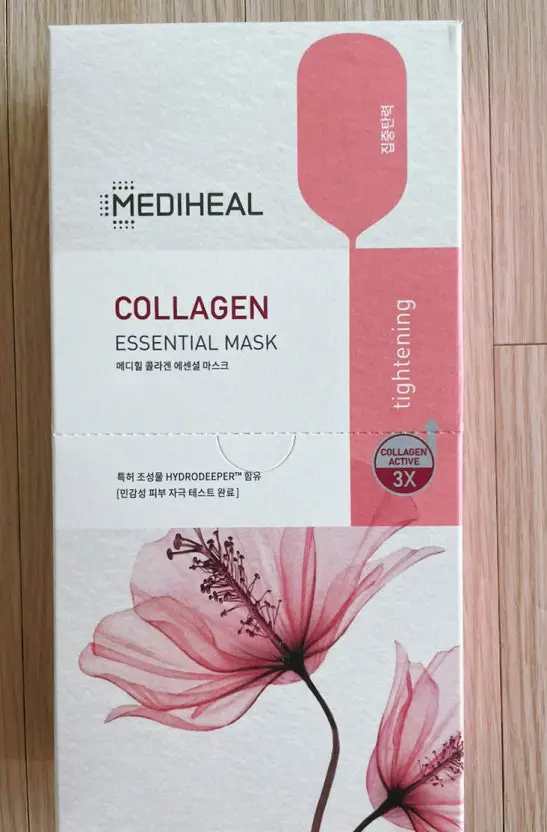 집중탄력
MEDIHEAL
COLLAGEN
ESSENTIAL MASK
메디힐 콜라겐 에센셜 마스크
tightening
COLLAGEN
ACTIVE
3X
특허 조성물 HYDRODEEPER™ 함유
[민감성 피부 자극 테스트 완료]